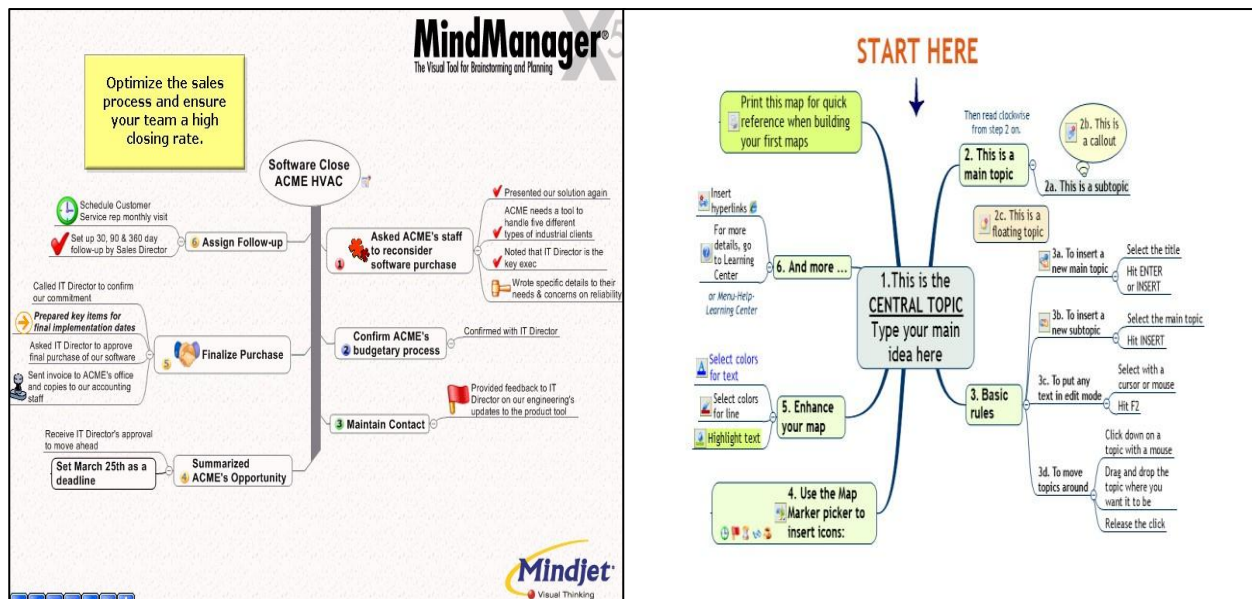 MindManager®
X5
The Visual Tool for Brainstorming and Planning
Optimize the sales
process and ensure
your team a high
closing rate.
Software Close
ACME HVAC
1
Asked ACME's staff
to reconsider
software purchase
Presented our solution again
ACME needs a tool to
handle five different
types of industrial clients
Noted that IT Director is the
key exec
Wrote specific details to their
needs & concerns on reliability
2
Confirm ACME's
budgetary process
Confirmed with IT Director
3 Maintain Contact
Provided feedback to IT
Director on our engineering's
updates to the product tool
4
Summarized
ACME's Opportunity
Receive IT Director's approval
to move ahead
Set March 25th as a
deadline
5
Finalize Purchase
Called IT Director to confirm
our commitment
Prepared key items for
final implementation dates
Asked IT Director to approve
final purchase of our software
Sent invoice to ACME's office
and copies to our accounting
staff
6 Assign Follow-up
Schedule Customer
Service rep monthly visit
Set up 30, 90 & 360 day
follow-up by Sales Director
Mindjet®
Visual Thinking
START HERE
1.This is the
CENTRAL TOPIC
Type your main
idea here
Then read clockwise
from step 2 on.
2. This is a
main topic
2a. This is a subtopic
2b. This is
a callout
2c. This is a
floating topic
3. Basic
rules
3a. To insert a
new main topic
Select the title
Hit ENTER
or INSERT
3b. To insert a
new subtopic
Select the main topic
Hit INSERT
3c. To put any
text in edit mode
Select with a
cursor or mouse
Hit F2
3d. To move
topics around
Click down on a
topic with a mouse
Drag and drop the
topic where you
want it to be
Release the click
4. Use the Map
Marker picker to
insert icons:
5. Enhance
your map
Select colors
for text
Select colors
for line
Highlight text
6. And more ...
Insert
hyperlinks
For more
details, go
to Learning
Center
or Menu-Help-
Learning Center
Print this map for quick
reference when building
your first maps